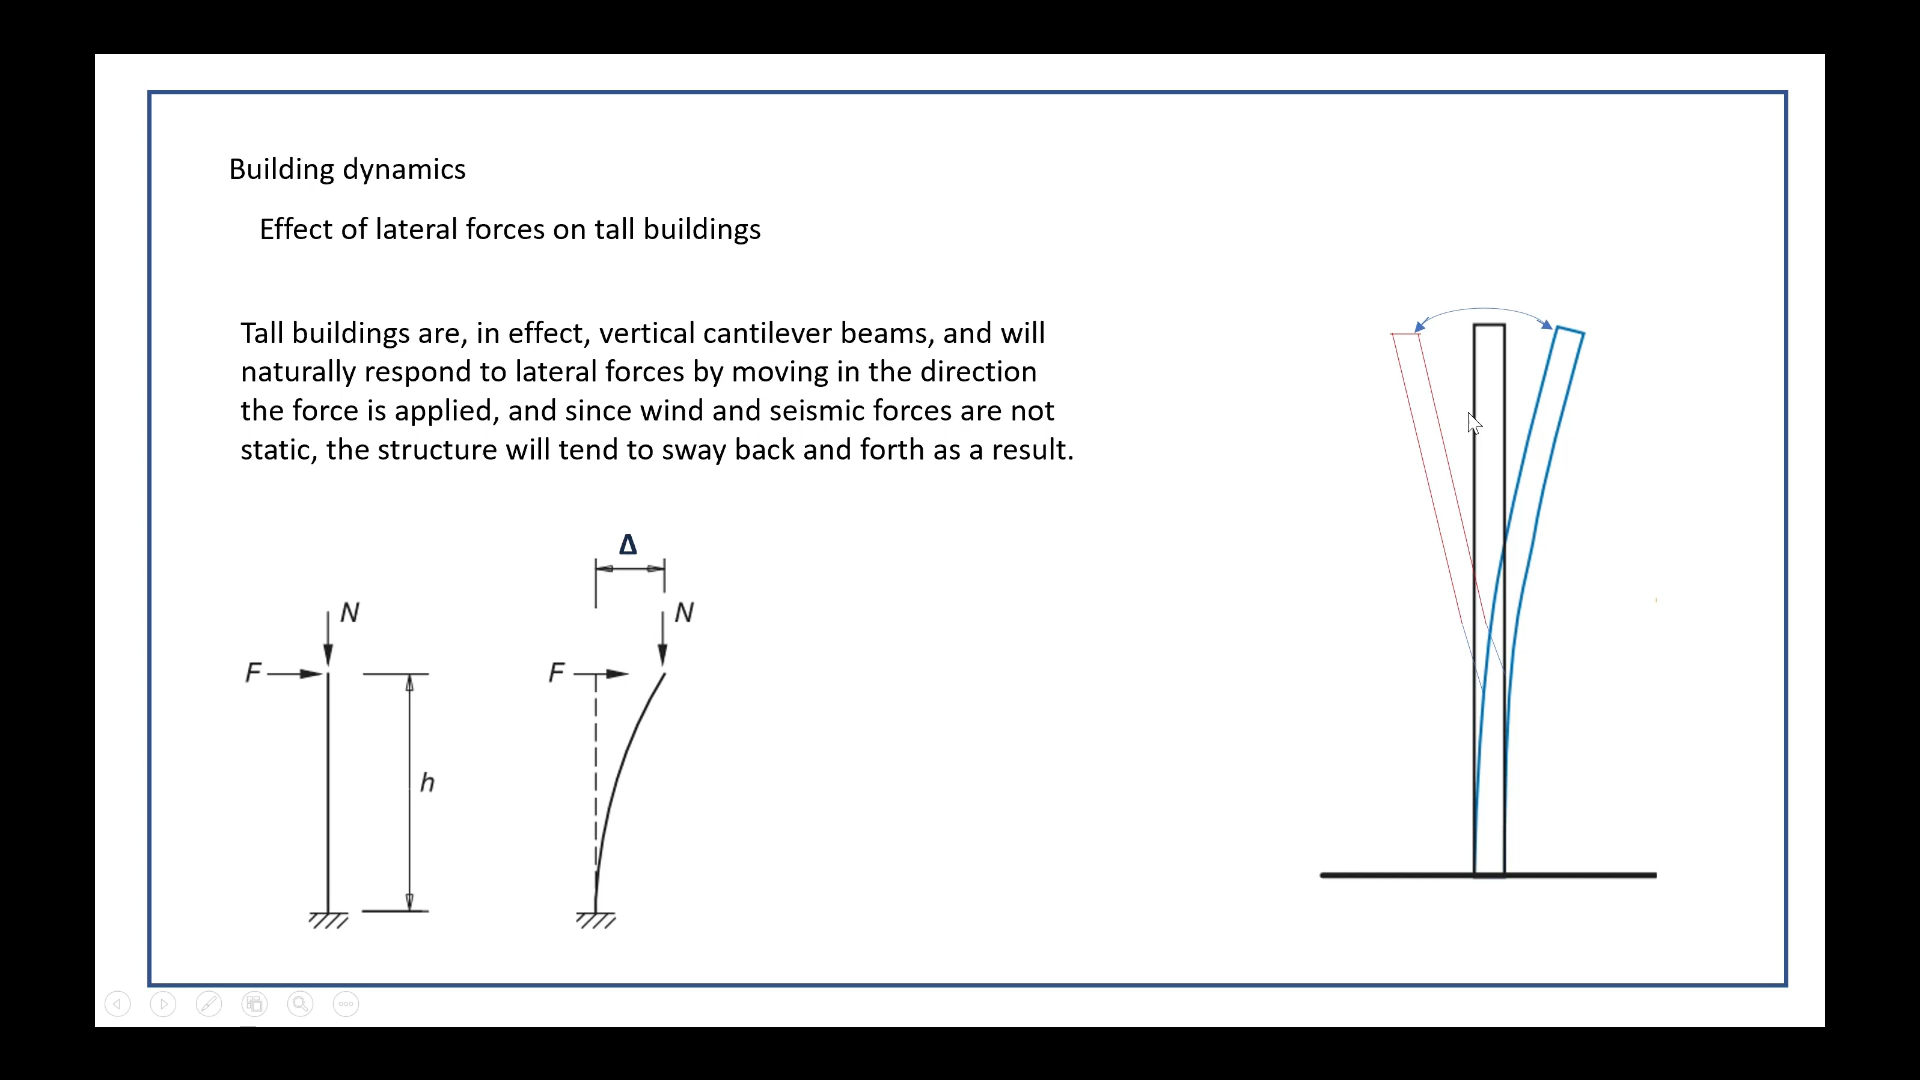 Building dynamics
Effect of lateral forces on tall buildings
Tall buildings are, in effect, vertical cantilever beams, and will
naturally respond to lateral forces by moving in the direction
the force is applied, and since wind and seismic forces are not
static, the structure will tend to sway back and forth as a result.
Δ
N
N
F
F
h